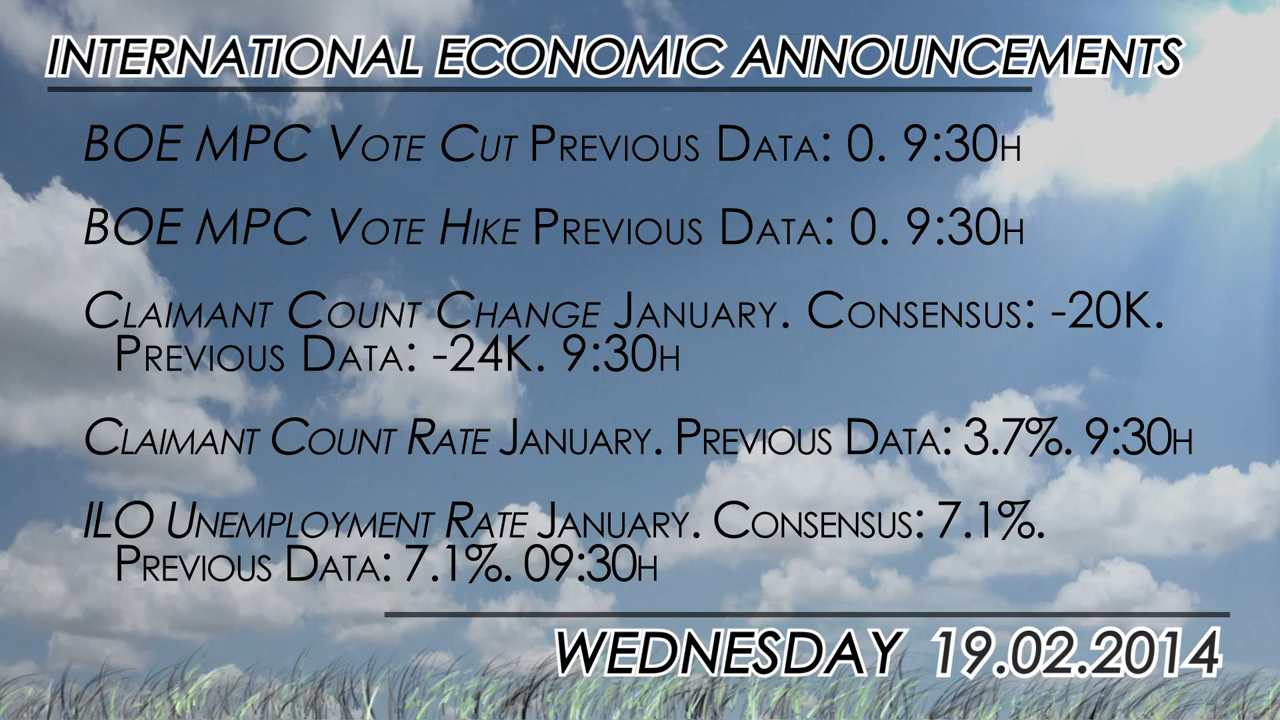 INTERNATIONAL ECONOMIC ANNOUNCEMENTS
BOE MPC VOTE CUT PREVIOUS DATA: 0. 9:30H
BOE MPC VOTE HIKE PREVIOUS DATA: 0. 9:30H
CLAIMANT COUNT CHANGE JANUARY. CONSENSUS: -20K.
PREVIOUS DATA: -24K. 9:30H
CLAIMANT COUNT RATE JANUARY. PREVIOUS DATA: 3.7%. 9:30H
ILO UNEMPLOYMENT RATE JANUARY. CONSENSUS: 7.1%.
PREVIOUS DATA: 7.1%. 09:30H
WEDNESDAY 19.02.2014